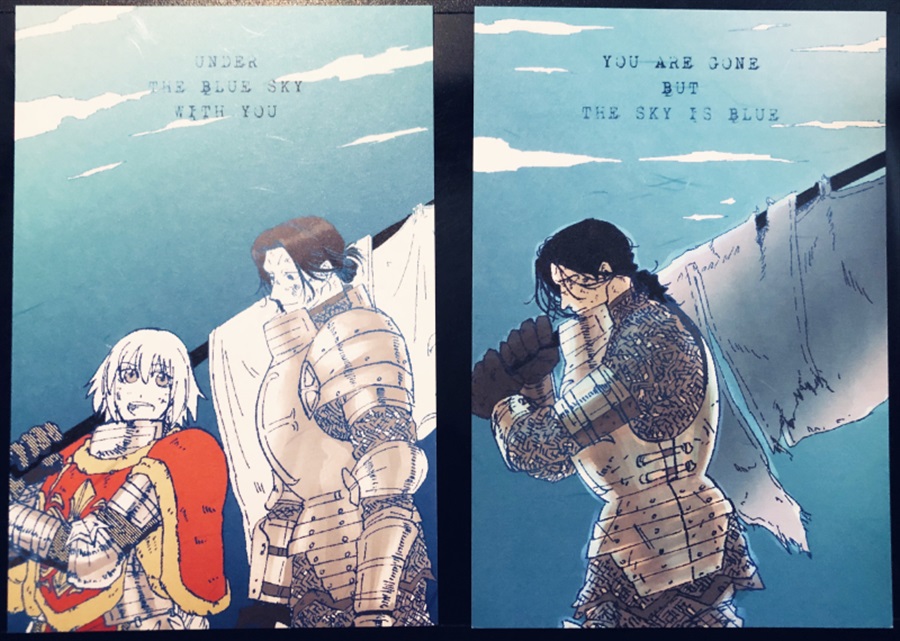 UNDER
THE BLUE SKY
WITH YOU
YOU ARE GONE
BUT
THE SKY IS BLUE